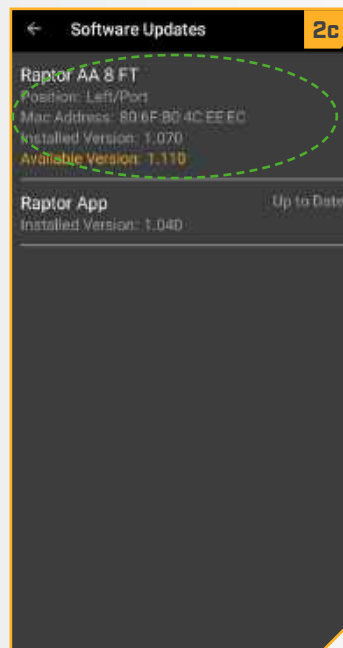 ← Software Updates
2c
Raptor AA 8 FT
Position: Left/Port
Mac Address: 80 6F B0 4C EE EC
Installed Version: 1.070
Available Version: 1.110
Raptor App
Up to Date
Installed Version: 1.040